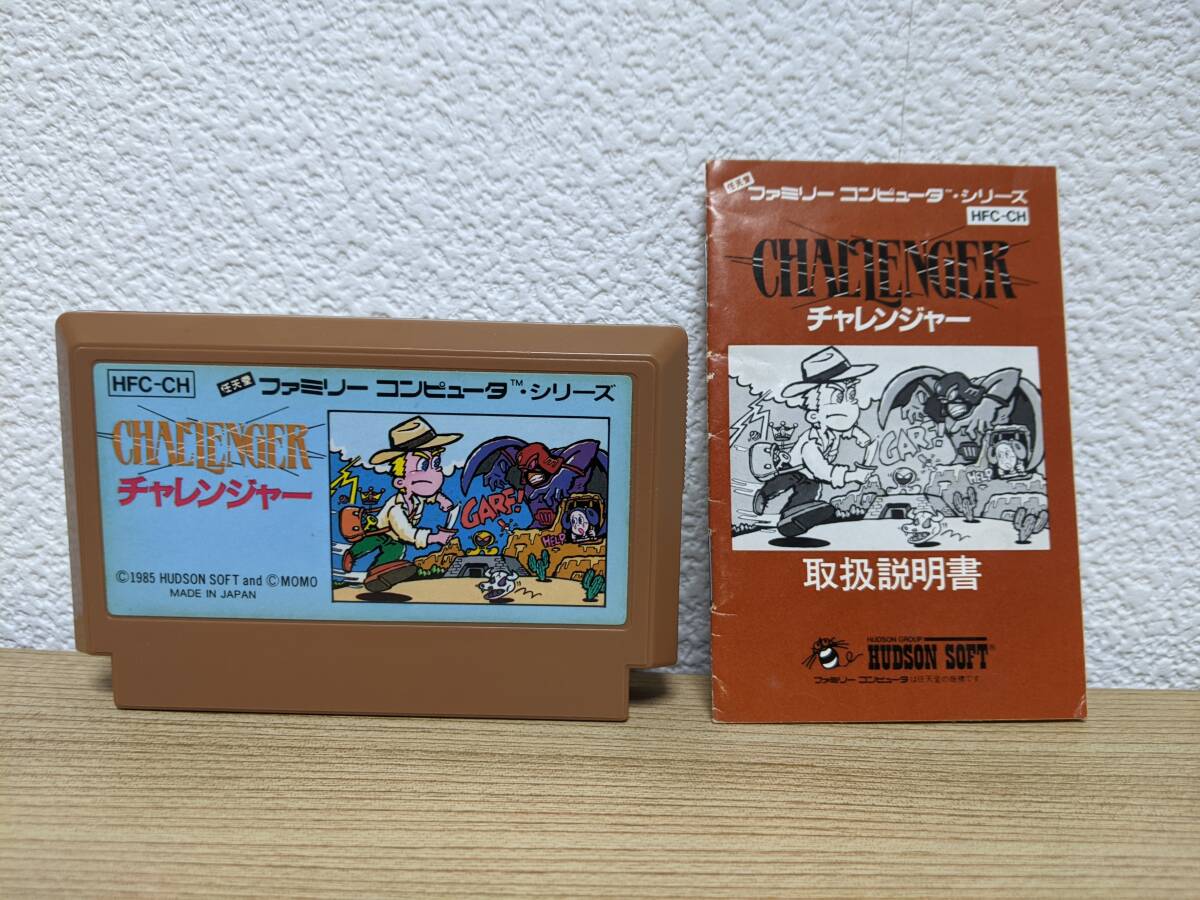 HFC-CH
任天堂 ファミリー コンピュータ™・シリーズ
CHALLENGER
チャレンジャー
GARF!
HELP
©1985 HUDSON SOFT and ©MOMO
MADE IN JAPAN
任天堂 ファミリー コンピュータ™・シリーズ
HFC-CH
CHALLENGER
チャレンジャー
GARF!
HELP
取扱説明書
HUDSON GROUP
HUDSON SOFT®
ファミリー コンピュータは任天堂の商標です